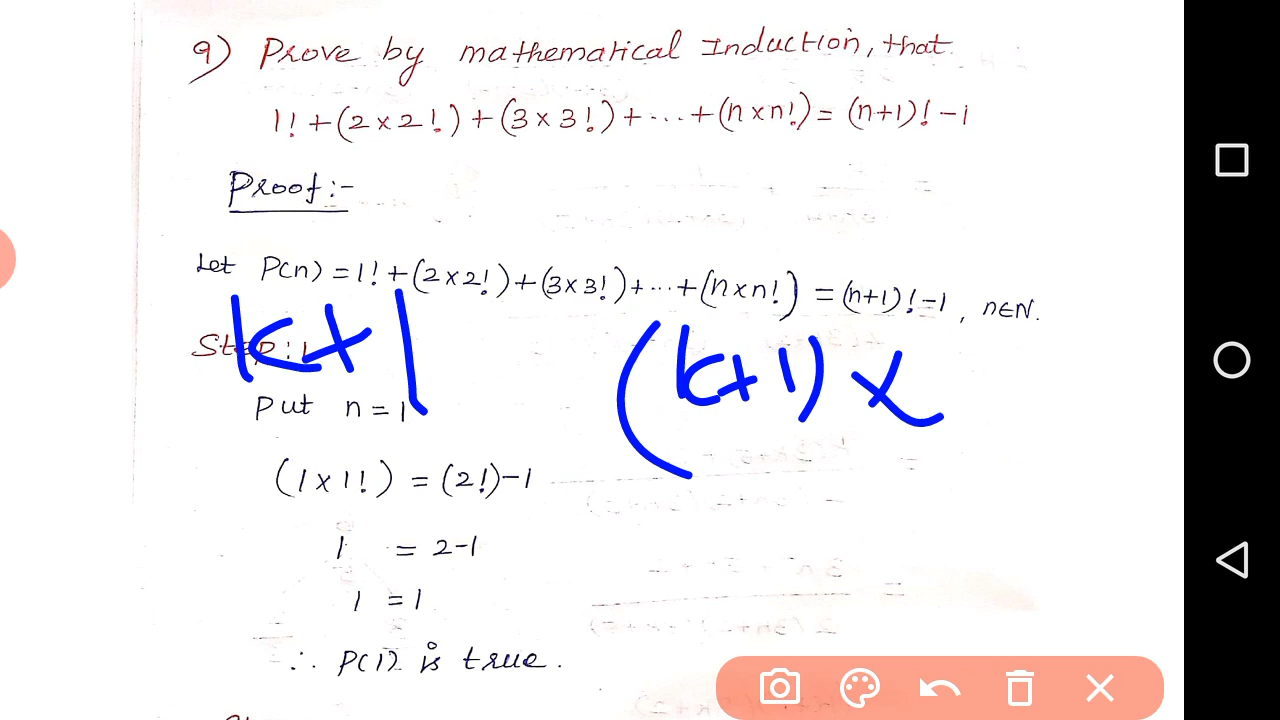 9) Prove by mathematical Induction, that
1! + (2 x 2!) + (3 x 3!) + ... + (n x n!) = (n+1)! - 1
Proof :-
Let P(n) = 1! + (2 x 2!) + (3 x 3!) + ... + (n x n!) = (n+1)! - 1, n∈N.
k+1 (k+1) x
Step : 1
Put n = 1
(1 x 1!) = (2!) - 1
1 = 2-1
1 = 1
∴ P(1) is true.